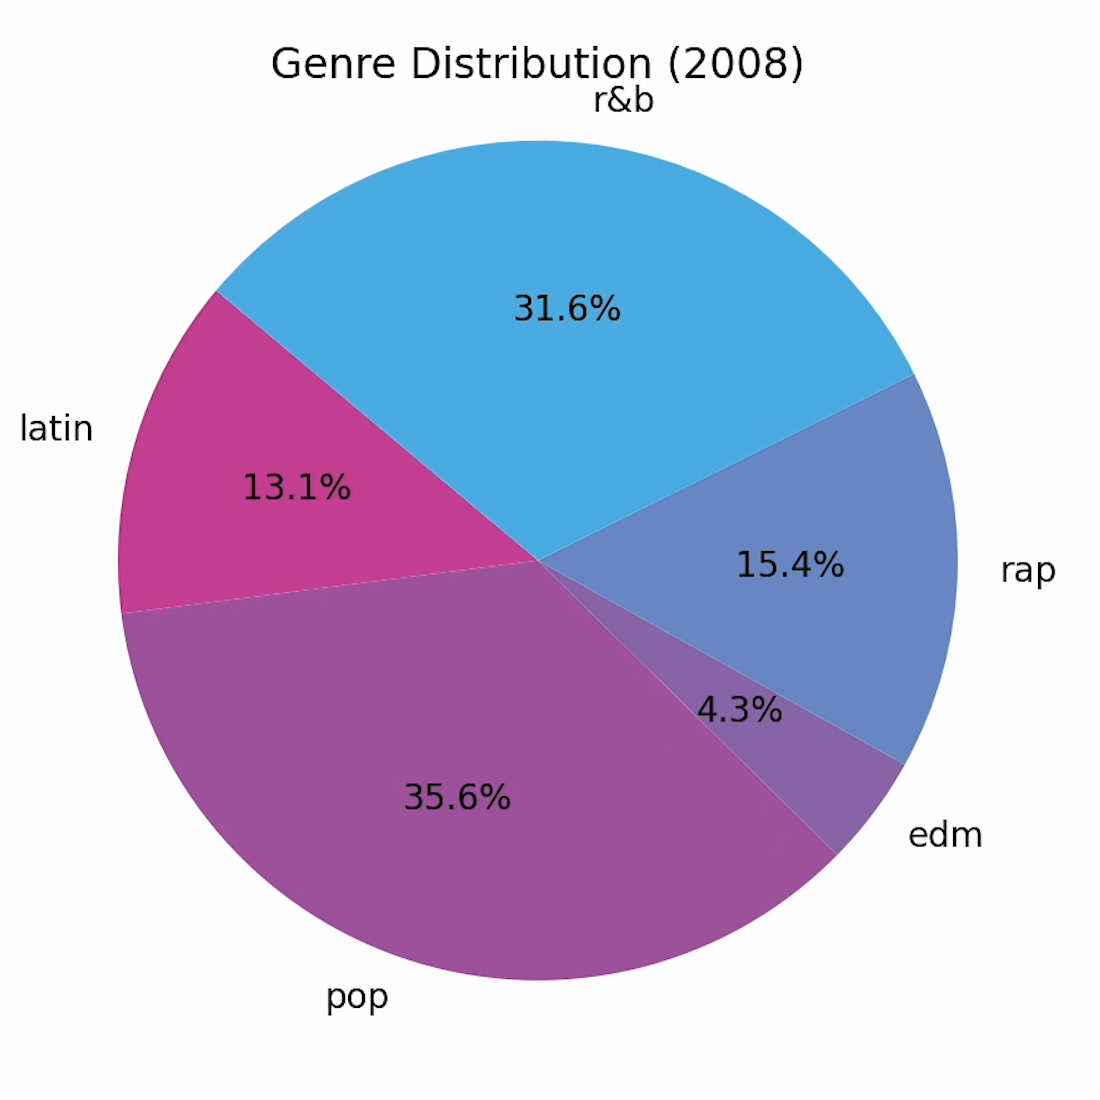 Genre Distribution (2008)
r&b
31.6%
latin
13.1%
15.4%
rap
4.3%
35.6%
edm
pop